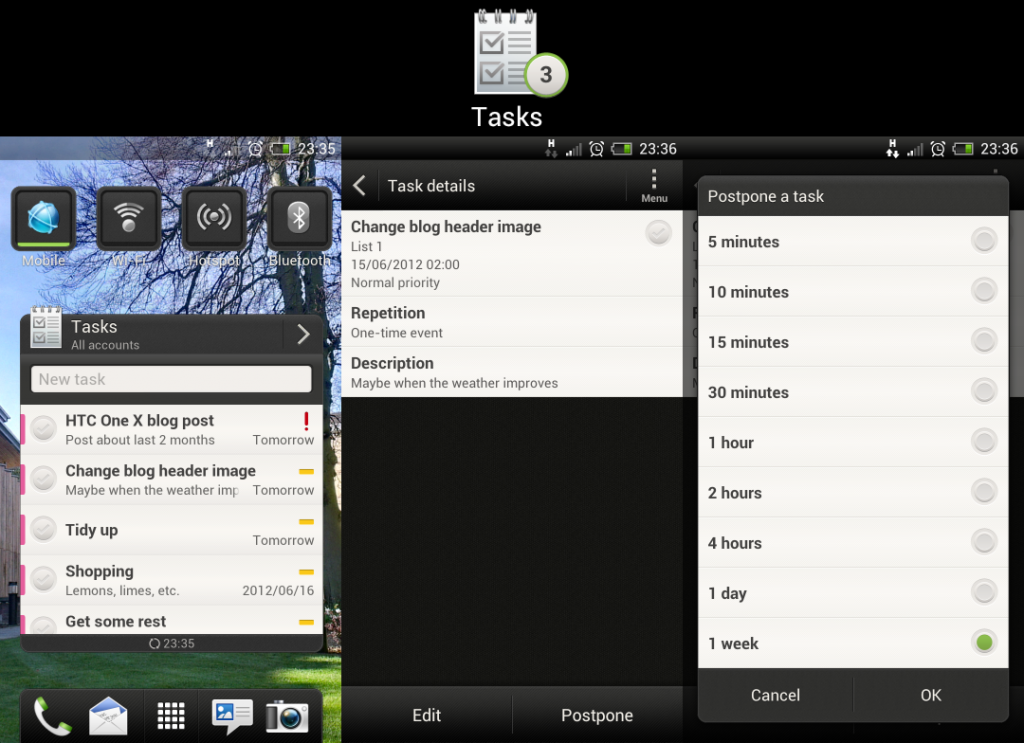 3
Tasks
H
23:35
Mobile
Wi-Fi
Hotspot
Bluetooth
Tasks
All accounts
New task
HTC One X blog post
Post about last 2 months
Tomorrow
Change blog header image
Maybe when the weather imp
Tomorrow
Tidy up
Tomorrow
Shopping
Lemons, limes, etc.
2012/06/16
Get some rest
23:35
H
23:36
Task details
Menu
Change blog header image
List 1
15/06/2012 02:00
Normal priority
Repetition
One-time event
Description
Maybe when the weather improves
Edit
Postpone
H
23:36
Postpone a task
5 minutes
10 minutes
15 minutes
30 minutes
1 hour
2 hours
4 hours
1 day
1 week
Cancel
OK